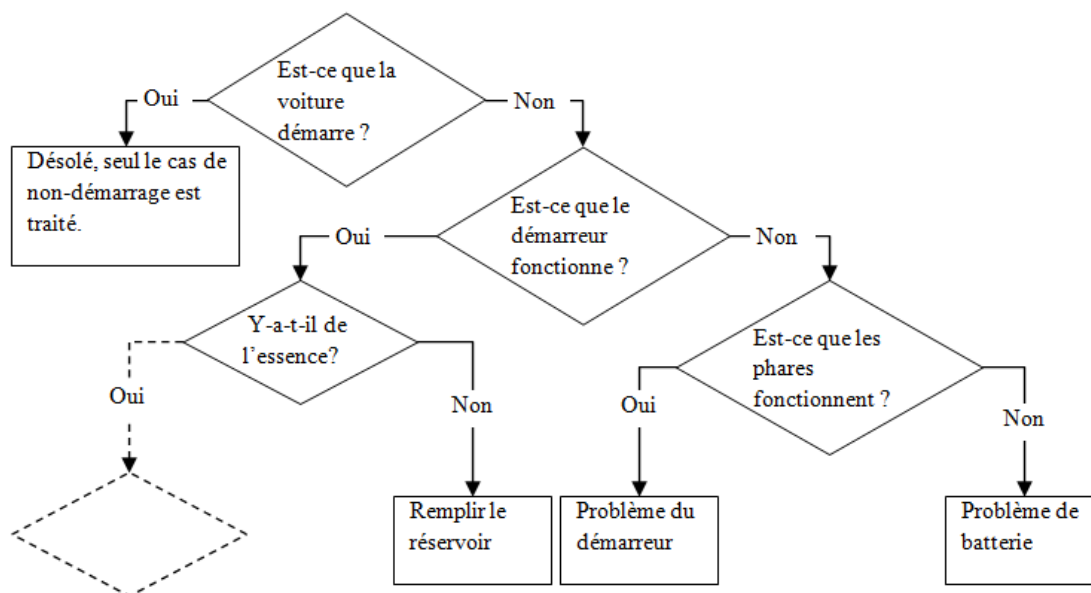 Est-ce que la
voiture
démarre ?
Oui
Non
Désolé, seul le cas de
non-démarrage est
traité.
Est-ce que le
démarreur
fonctionne ?
Oui
Non
Y-a-t-il de
l’essence?
Est-ce que les
phares
fonctionnent ?
Oui
Non
Oui
Non
Remplir le
réservoir
Problème du
démarreur
Problème de
batterie